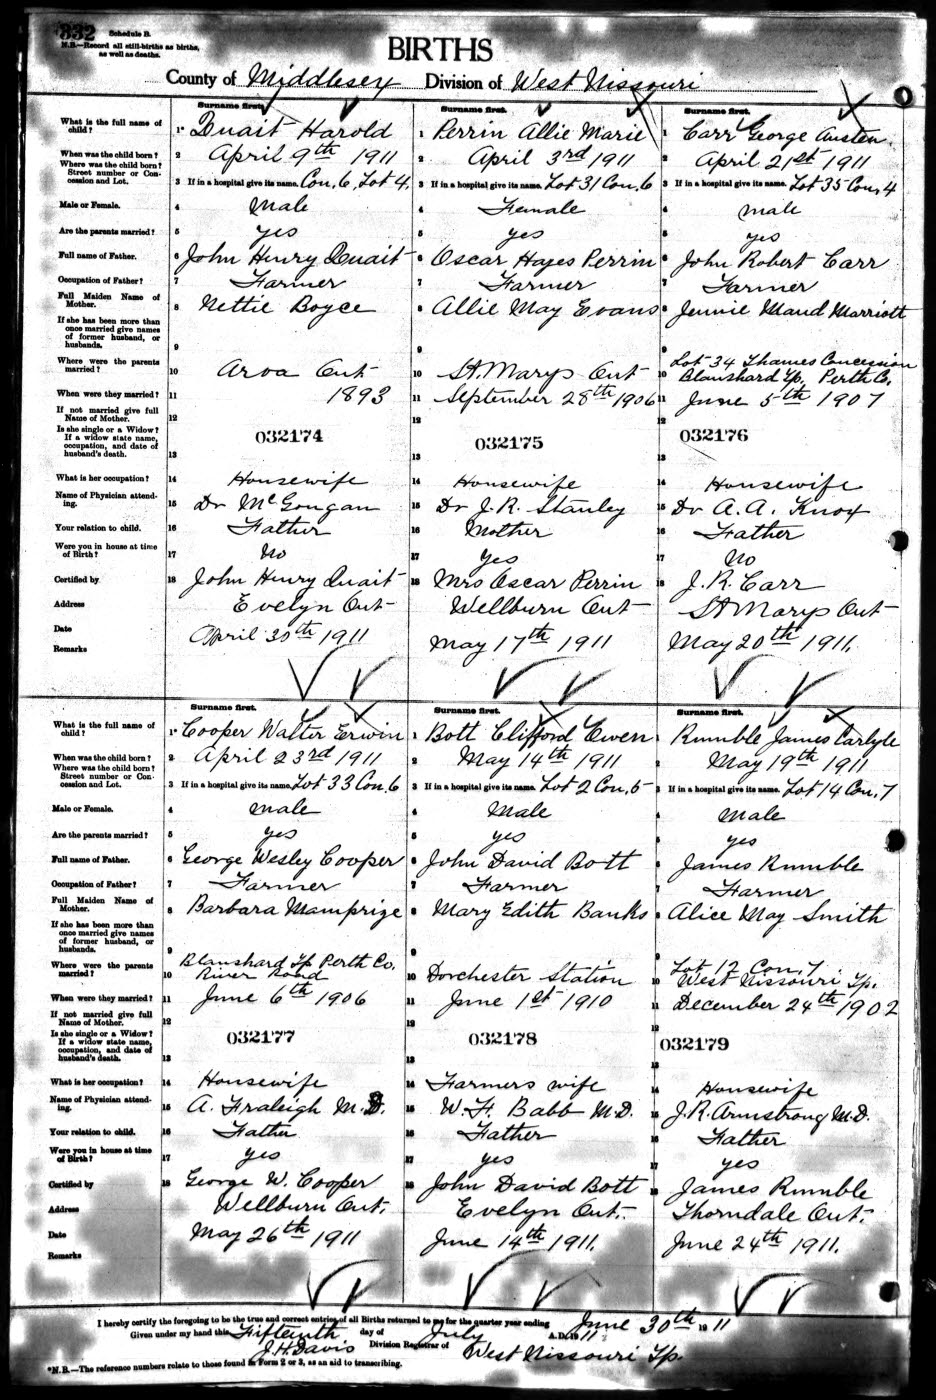 332
Schedule B.
N.B.—Record all still-births as births, as well as deaths.
BIRTHS
County of Middlesex Division of West Nissouri
Surname first. Surname first. Surname first.
What is the full name of child? 1 Quait Harold 1 Perrin Allie Marie 1 Carr George Austen
When was the child born? 2 April 9th 1911 2 April 3rd 1911 2 April 21st 1911
Where was the child born? Street number or Concession and Lot. 3 If in a hospital give its name. Con. 6, Lot 4. 3 If in a hospital give its name. Lot 31 Con. 6 3 If in a hospital give its name. Lot 35 Con. 4
Male or Female. 4 Male 4 Female 4 male
Are the parents married? 5 yes 5 yes 5 yes
Full name of Father. 6 John Henry Quait 6 Oscar Hayes Perrin 6 John Robert Carr
Occupation of Father? 7 Farmer 7 Farmer 7 Farmer
Full Maiden Name of Mother. 8 Nettie Boyce 8 Allie May Evans 8 Jennie Maud Marriott
If she has been more than once married give names of former husband, or husbands. 9 9 9
Where were the parents married? 10 Arva Ont 10 St. Marys Ont 10 Lot 34 Thames Concession Blanshard Tp. Perth Co.
When were they married? 11 1893 11 September 28th 1906 11 June 5th 1907
If not married give full Name of Mother. 12 12 12
Is she single or a Widow? If a widow state name, occupation, and date of husband's death. 13 032174 13 032175 13 032176
What is her occupation? 14 Housewife 14 Housewife 14 Housewife
Name of Physician attending. 15 Dr McGougan 15 Dr J. R. Stanley 15 Dr A. A. Knox
Your relation to child. 16 Father 16 Mother 16 Father
Were you in house at time of Birth? 17 No 17 Yes 17 No
Certified by 18 John Henry Quait 18 Mrs Oscar Perrin 18 J. R. Carr
Address Evelyn Ont Wellburn Ont St Marys Ont
Date April 30th 1911 May 17th 1911 May 20th 1911.
Remarks
Surname first. Surname first. Surname first.
What is the full name of child? 1 Cooper Walter Erwin 1 Bott Clifford Ewen 1 Rumble James Carlyle
When was the child born? 2 April 23rd 1911 2 May 14th 1911 2 May 19th 1911
Where was the child born? Street number or Concession and Lot. 3 If in a hospital give its name. Lot 33 Con. 6 3 If in a hospital give its name. Lot 2 Con. 5 3 If in a hospital give its name. Lot 14 Con. 7
Male or Female. 4 male 4 Male 4 Male
Are the parents married? 5 yes 5 yes 5 yes
Full name of Father. 6 George Wesley Cooper 6 John David Bott 6 James Rumble
Occupation of Father? 7 Farmer 7 Farmer 7 Farmer
Full Maiden Name of Mother. 8 Barbara Mamprize 8 Mary Edith Banks 8 Alice May Smith
If she has been more than once married give names of former husband, or husbands. 9 9 9
Where were the parents married? 10 Blanshard Tp Perth Co. River Road 10 Dorchester Station 10 Lot 12 Con. 7 West Nissouri Tp.
When were they married? 11 June 6th 1906 11 June 1st 1910 11 December 24th 1902
If not married give full Name of Mother. 12 12 12
Is she single or a Widow? If a widow state name, occupation, and date of husband's death. 13 032177 13 032178 13 032179
What is her occupation? 14 Housewife 14 Farmers wife 14 Housewife
Name of Physician attending. 15 A. Fraleigh M.D. 15 W. F. Babb M.D. 15 J. R. Armstrong M.D.
Your relation to child. 16 Father 16 Father 16 Father
Were you in house at time of Birth? 17 yes 17 yes 17 yes
Certified by 18 George W. Cooper 18 John David Bott 18 James Rumble
Address Wellburn Ont. Evelyn Ont. Thorndale Ont.
Date May 26th 1911 June 14th 1911. June 24th 1911.
Remarks
I hereby certify the foregoing to be the true and correct entries of all Births returned to me for the quarter year ending June 30th 1911
Given under my hand this Fifteenth day of July A.D. 1911
J. H. Davis Division Registrar of West Nissouri Tp.
*N.B.—The reference numbers relate to those found in Form 2 or 3, as an aid to transcribing.